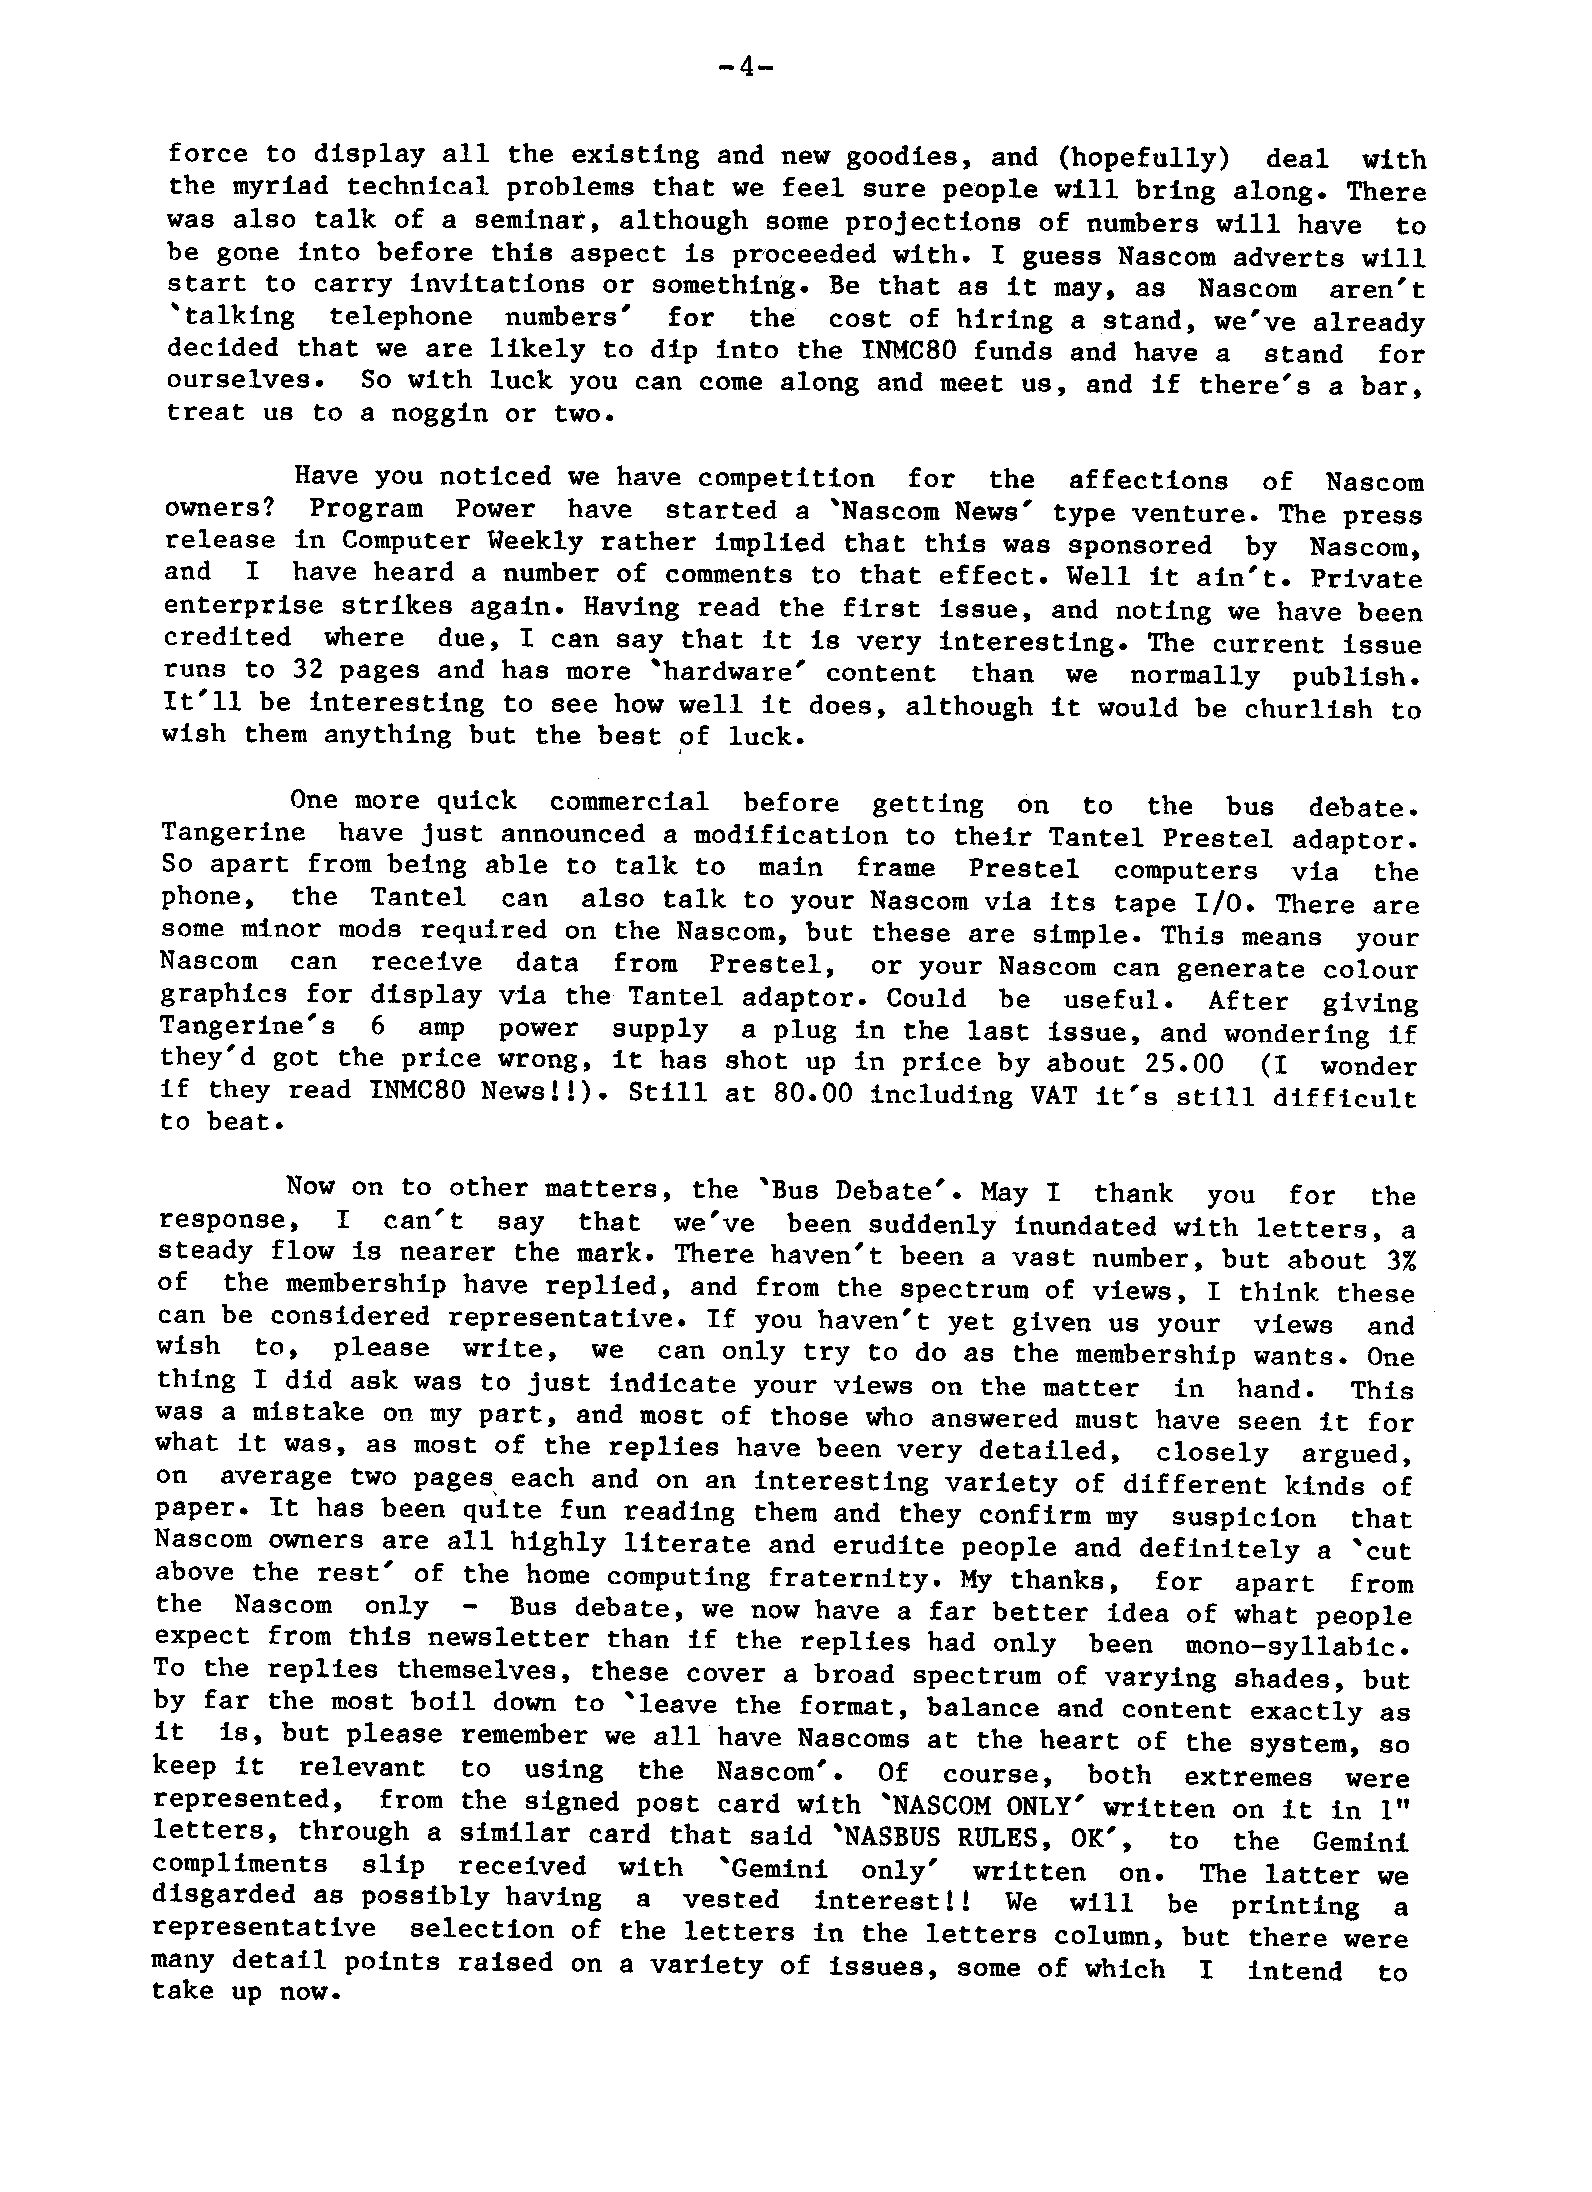 -4-
force to display all the existing and new goodies, and (hopefully) deal with
the myriad technical problems that we feel sure people will bring along. There
was also talk of a seminar, although some projections of numbers will have to
be gone into before this aspect is proceeded with. I guess Nascom adverts will
start to carry invitations or something. Be that as it may, as Nascom aren't
`talking telephone numbers' for the cost of hiring a stand, we've already
decided that we are likely to dip into the INMC80 funds and have a stand for
ourselves. So with luck you can come along and meet us, and if there's a bar,
treat us to a noggin or two.
Have you noticed we have competition for the affections of Nascom
owners? Program Power have started a `Nascom News' type venture. The press
release in Computer Weekly rather implied that this was sponsored by Nascom,
and I have heard a number of comments to that effect. Well it ain't. Private
enterprise strikes again. Having read the first issue, and noting we have been
credited where due, I can say that it is very interesting. The current issue
runs to 32 pages and has more `hardware' content than we normally publish.
It'll be interesting to see how well it does, although it would be churlish to
wish them anything but the best of luck.
One more quick commercial before getting on to the bus debate.
Tangerine have just announced a modification to their Tantel Prestel adaptor.
So apart from being able to talk to main frame Prestel computers via the
phone, the Tantel can also talk to your Nascom via its tape I/O. There are
some minor mods required on the Nascom, but these are simple. This means your
Nascom can receive data from Prestel, or your Nascom can generate colour
graphics for display via the Tantel adaptor. Could be useful. After giving
Tangerine's 6 amp power supply a plug in the last issue, and wondering if
they'd got the price wrong, it has shot up in price by about 25.00 (I wonder
if they read INMC80 News!!). Still at 80.00 including VAT it's still difficult
to beat.
Now on to other matters, the `Bus Debate'. May I thank you for the
response, I can't say that we've been suddenly inundated with letters, a
steady flow is nearer the mark. There haven't been a vast number, but about 3%
of the membership have replied, and from the spectrum of views, I think these
can be considered representative. If you haven't yet given us your views and
wish to, please write, we can only try to do as the membership wants. One
thing I did ask was to just indicate your views on the matter in hand. This
was a mistake on my part, and most of those who answered must have seen it for
what it was, as most of the replies have been very detailed, closely argued,
on average two pages each and on an interesting variety of different kinds of
paper. It has been quite fun reading them and they confirm my suspicion that
Nascom owners are all highly literate and erudite people and definitely a `cut
above the rest' of the home computing fraternity. My thanks, for apart from
the Nascom only - Bus debate, we now have a far better idea of what people
expect from this newsletter than if the replies had only been mono-syllabic.
To the replies themselves, these cover a broad spectrum of varying shades, but
by far the most boil down to `leave the format, balance and content exactly as
it is, but please remember we all have Nascoms at the heart of the system, so
keep it relevant to using the Nascom'. Of course, both extremes were
represented, from the signed post card with `NASCOM ONLY' written on it in 1"
letters, through a similar card that said `NASBUS RULES, OK', to the Gemini
compliments slip received with `Gemini only' written on. The latter we
disgarded as possibly having a vested interest!! We will be printing a
representative selection of the letters in the letters column, but there were
many detail points raised on a variety of issues, some of which I intend to
take up now.